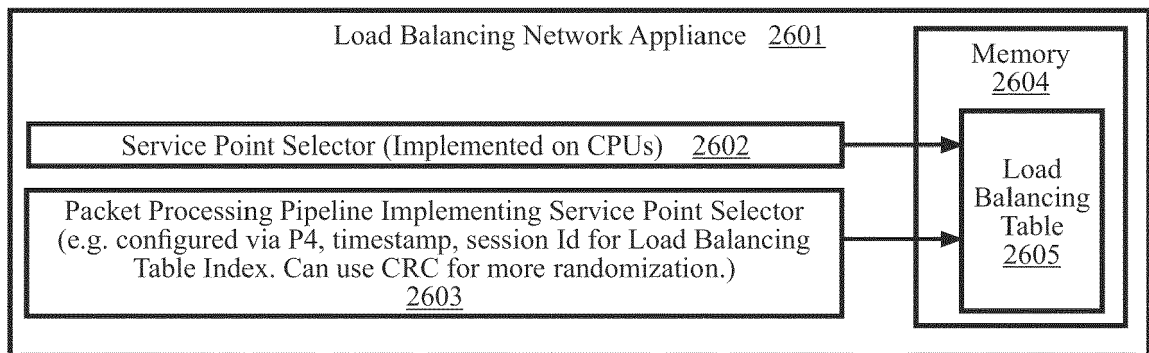 Load Balancing Network Appliance 2601
Memory
2604
Service Point Selector (Implemented on CPUs) 2602
Packet Processing Pipeline Implementing Service Point Selector
(e.g. configured via P4, timestamp, session Id for Load Balancing
Table Index. Can use CRC for more randomization.)
2603
Load
Balancing
Table
2605